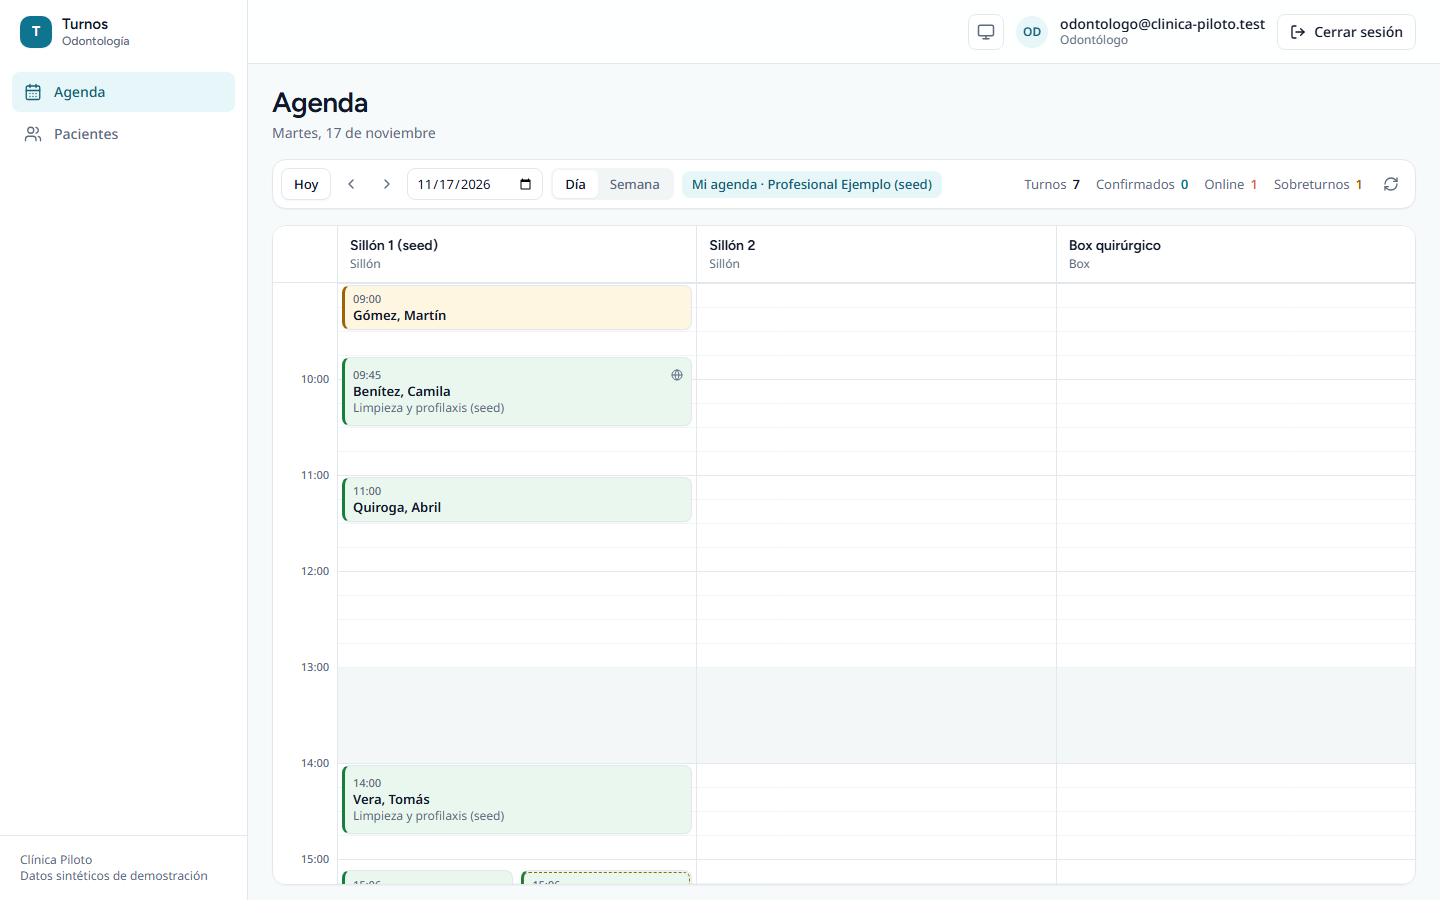 T
Turnos
Odontología
Agenda
Pacientes
Clínica Piloto
Datos sintéticos de demostración
OD
odontologo@clinica-piloto.test
Odontólogo
Cerrar sesión
Agenda
Martes, 17 de noviembre
Hoy
11/17/2026
Día
Semana
Mi agenda · Profesional Ejemplo (seed)
Turnos 7
Confirmados 0
Online 1
Sobreturnos 1
Sillón 1 (seed)
Sillón
Sillón 2
Sillón
Box quirúrgico
Box
09:00
Gómez, Martín
10:00
09:45
Benítez, Camila
Limpieza y profilaxis (seed)
11:00
11:00
Quiroga, Abril
12:00
13:00
14:00
14:00
Vera, Tomás
Limpieza y profilaxis (seed)
15:00